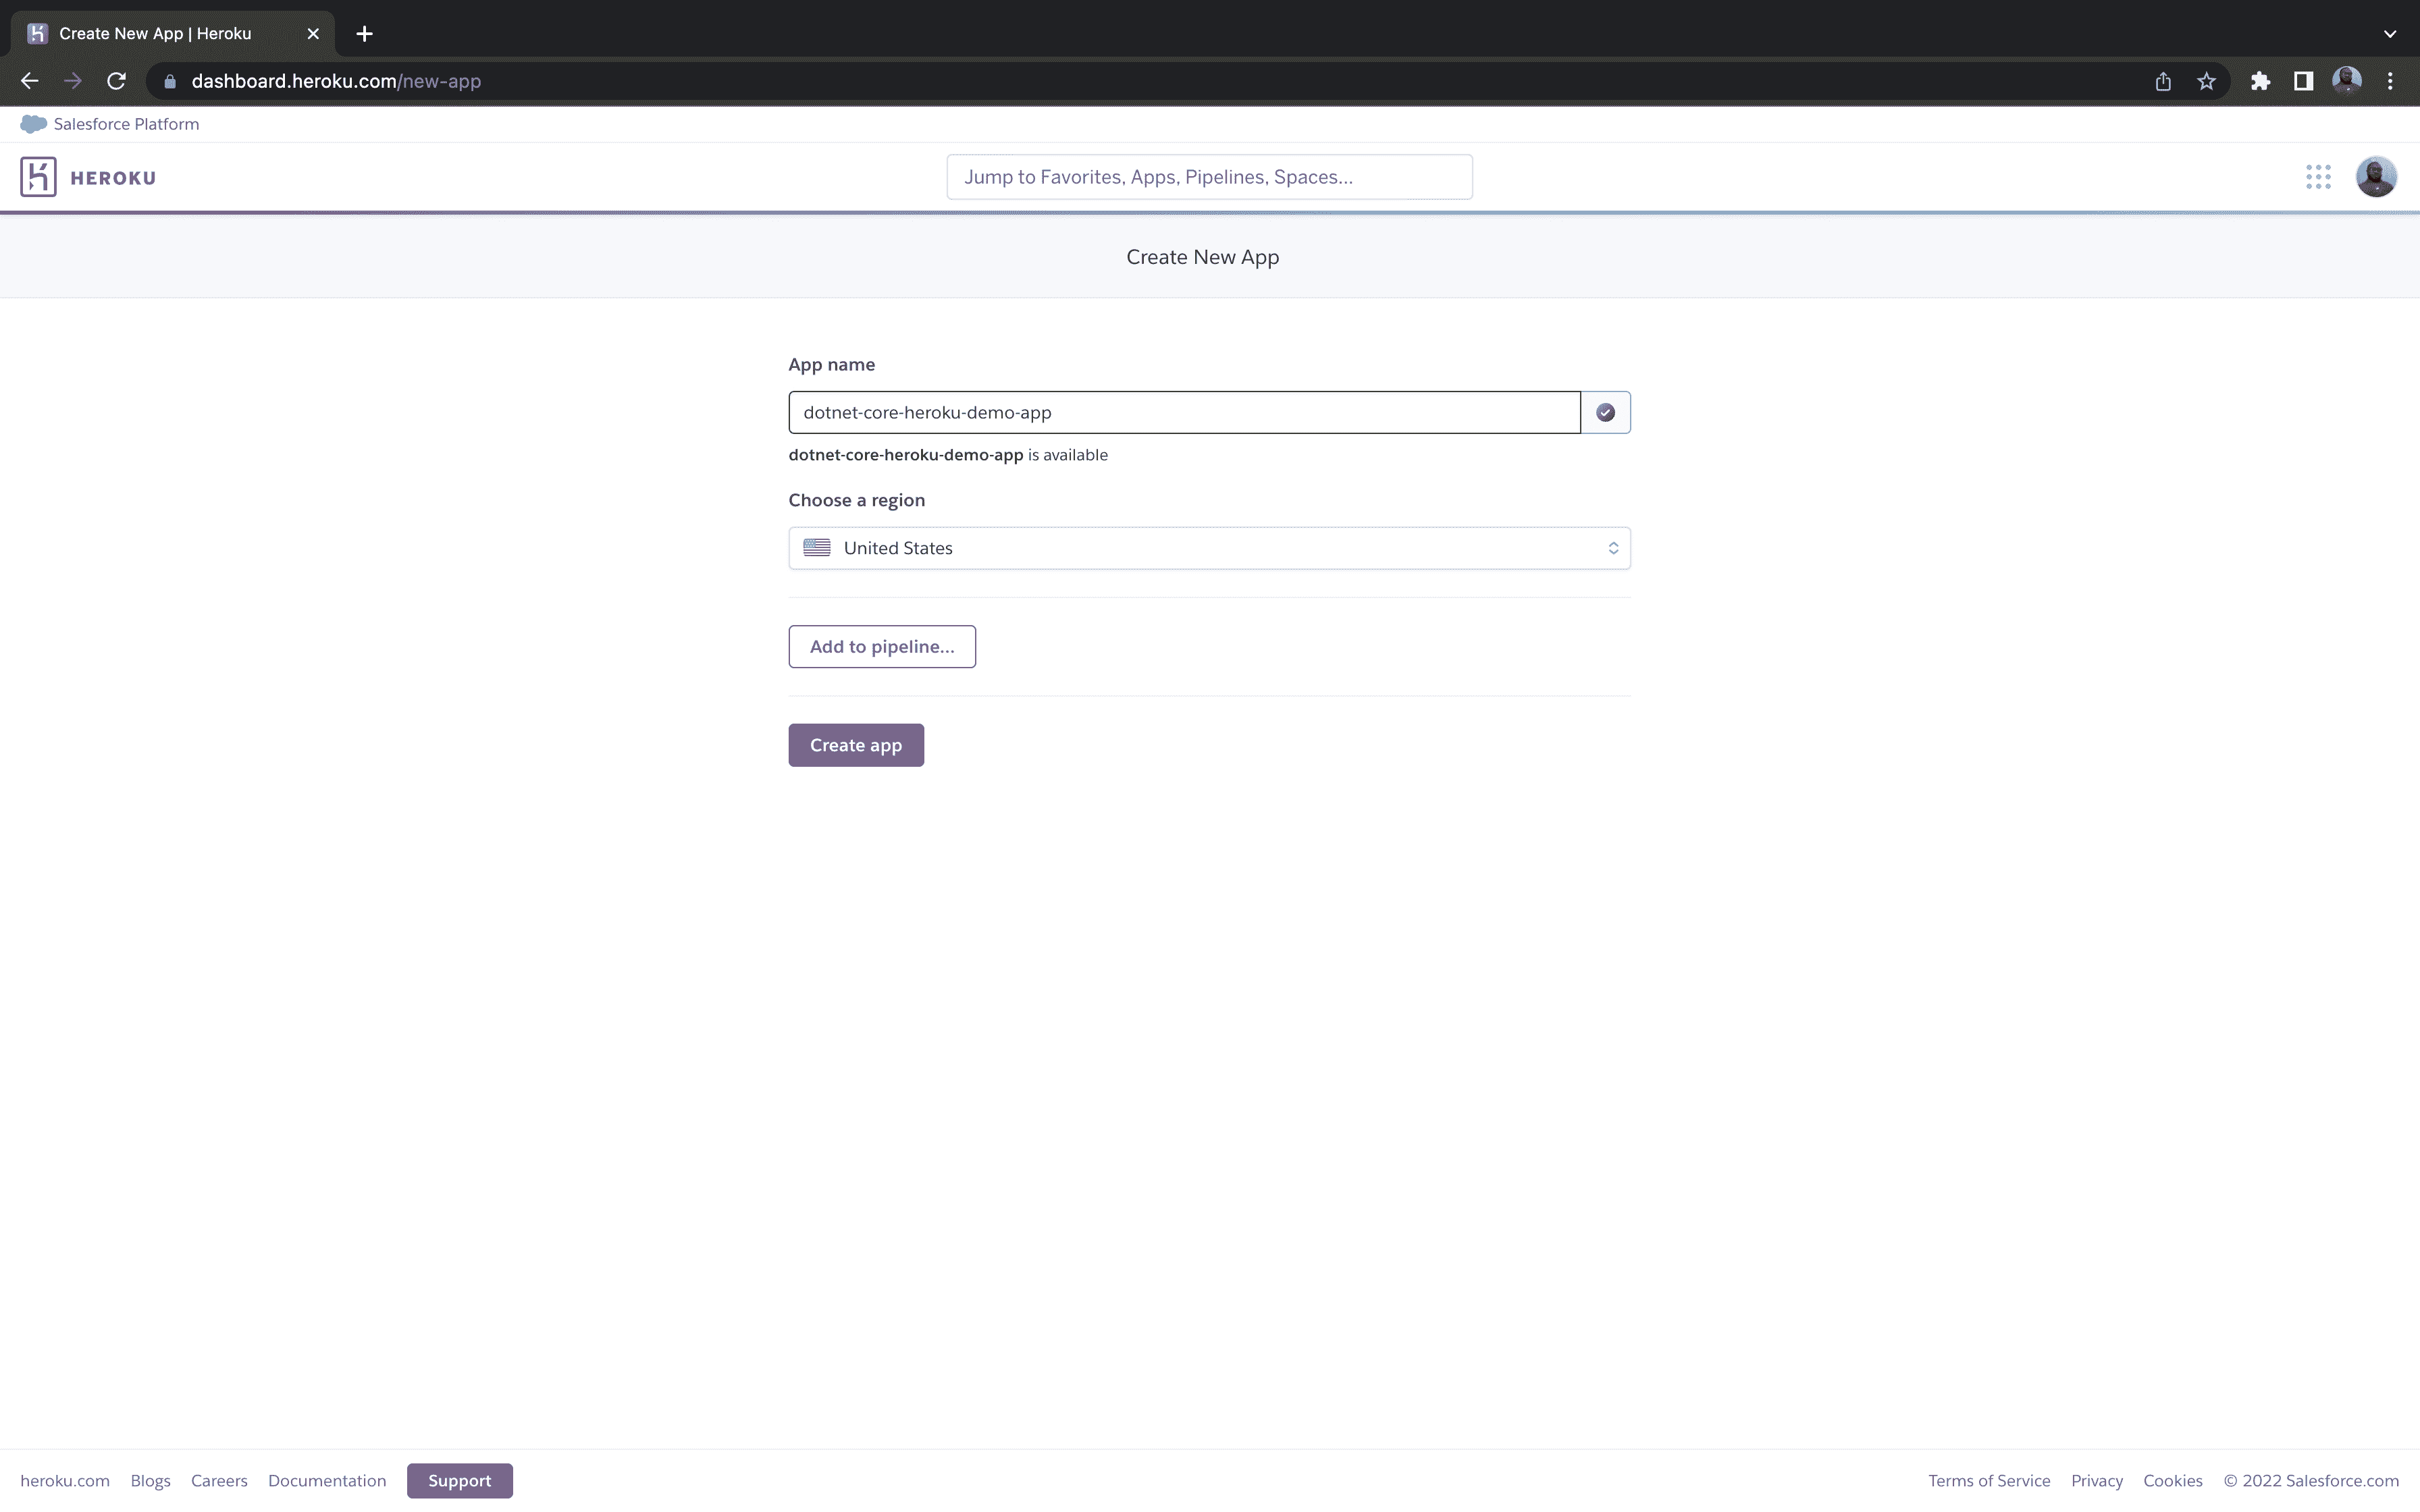 Create New App | Heroku
dashboard.heroku.com/new-app
Salesforce Platform
HEROKU
Jump to Favorites, Apps, Pipelines, Spaces...
Create New App
App name
dotnet-core-heroku-demo-app
dotnet-core-heroku-demo-app is available
Choose a region
United States
Add to pipeline...
Create app
heroku.com Blogs Careers Documentation Support Terms of Service Privacy Cookies © 2022 Salesforce.com